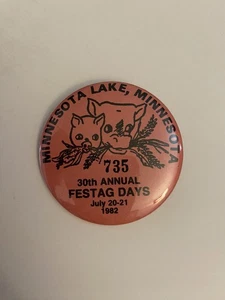 MINNESOTA LAKE, MINNESOTA
735
30th ANNUAL
FESTAG DAYS
July 20-21
1982